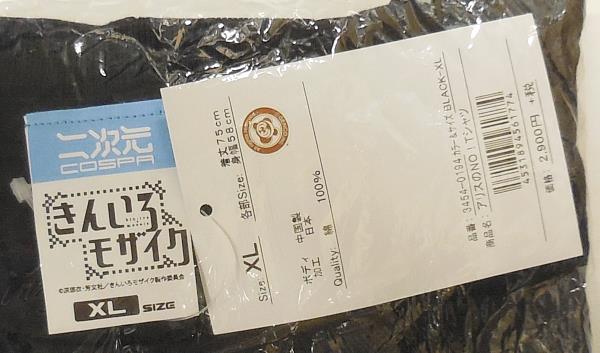 二次元
COSPA
きんいろ
モザイク
©原悠衣・芳文社/きんいろモザイク製作委員会
XL SIZE
Size: XL
各部Size: 着丈75cm
身幅58cm
ボディ 中国製
加工 日本
Quality: 綿 100%
品番: 3454-0194 カラー&サイズ: BLACK-XL
商品名: アリスのNO!Tシャツ
4531894561774
価格: 2,900円 +税